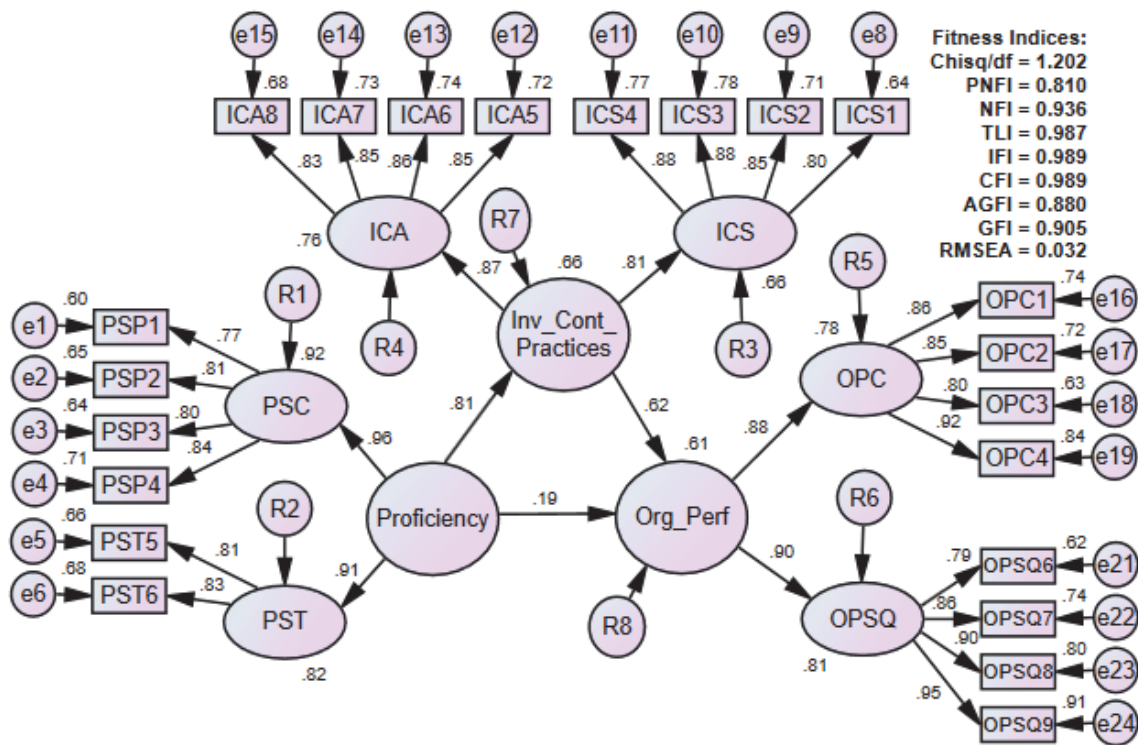 e15 e14 e13 e12 e11 e10 e9 e8
.68 .73 .74 .72 .77 .78 .71 .64
ICA8 ICA7 ICA6 ICA5 ICS4 ICS3 ICS2 ICS1
.83 .85 .86 .85 .88 .88 .85 .80
Fitness Indices:
Chisq/df = 1.202
PNFI = 0.810
NFI = 0.936
TLI = 0.987
IFI = 0.989
CFI = 0.989
AGFI = 0.880
GFI = 0.905
RMSEA = 0.032
ICA
.76
R4
R7
.87
.66
Inv_Cont_
Practices
.81
ICS
.66
R3
R1
.92
PSC
.60
e1 PSP1 .77
.65
e2 PSP2 .81
.64
e3 PSP3 .80
.71
e4 PSP4 .84
.96
.81
.62
R2
.66
e5 PST5 .81
.68
e6 PST6 .83
PST
.82
.91
Proficiency
.19
.61
Org_Perf
R8
.88
.90
R5
.78
OPC
.86 OPC1 .74 e16
.85 OPC2 .72 e17
.80 OPC3 .63 e18
.92 OPC4 .84 e19
R6
OPSQ
.81
.79 OPSQ6 .62 e21
.86 OPSQ7 .74 e22
.90 OPSQ8 .80 e23
.95 OPSQ9 .91 e24